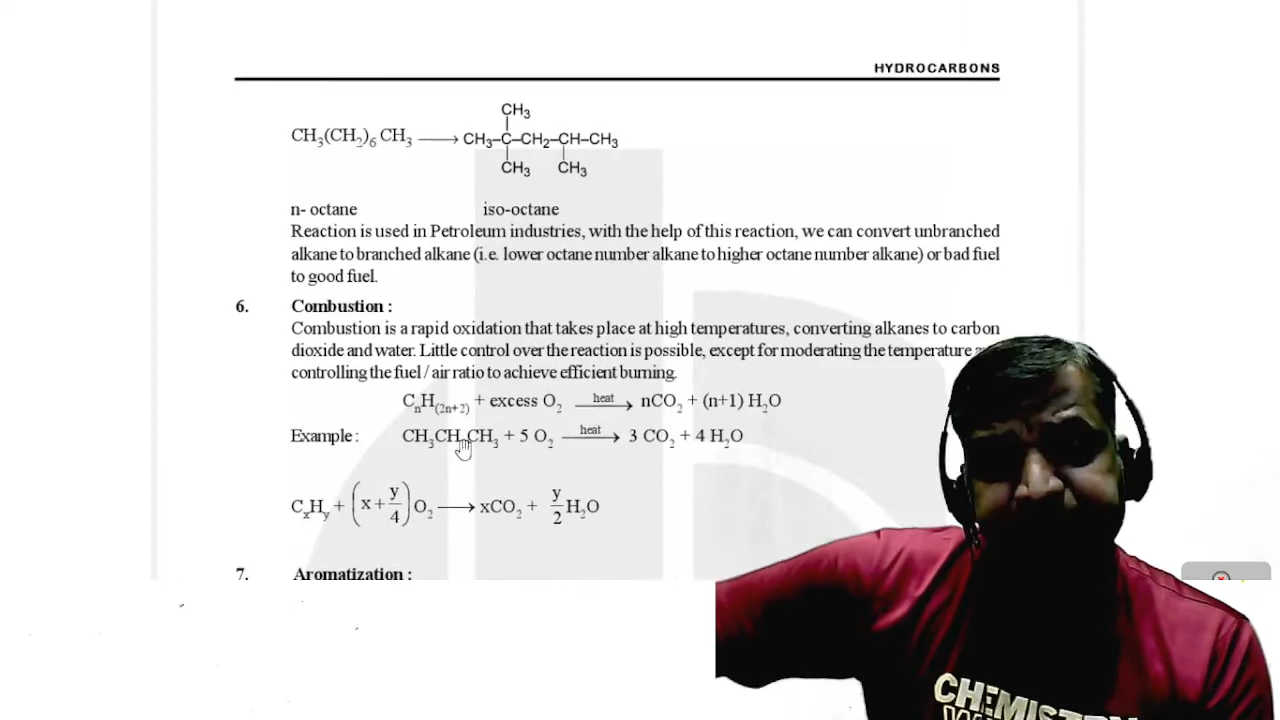 HYDROCARBONS
CH3
CH3(CH2)6 CH3 ⟶ CH3–C–CH2–CH–CH3
CH3 CH3
n- octane iso-octane
Reaction is used in Petroleum industries, with the help of this reaction, we can convert unbranched
alkane to branched alkane (i.e. lower octane number alkane to higher octane number alkane) or bad fuel
to good fuel.
6. Combustion :
Combustion is a rapid oxidation that takes place at high temperatures, converting alkanes to carbon
dioxide and water. Little control over the reaction is possible, except for moderating the temperature
controlling the fuel / air ratio to achieve efficient burning.
CnH(2n+2) + excess O2 heat⟶ nCO2 + (n+1) H2O
Example : CH3CH CH3 + 5 O2 heat⟶ 3 CO2 + 4 H2O
CxHy + (x + y/4) O2 ⟶ xCO2 + y/2 H2O
7. Aromatization :
CHEMISTRY